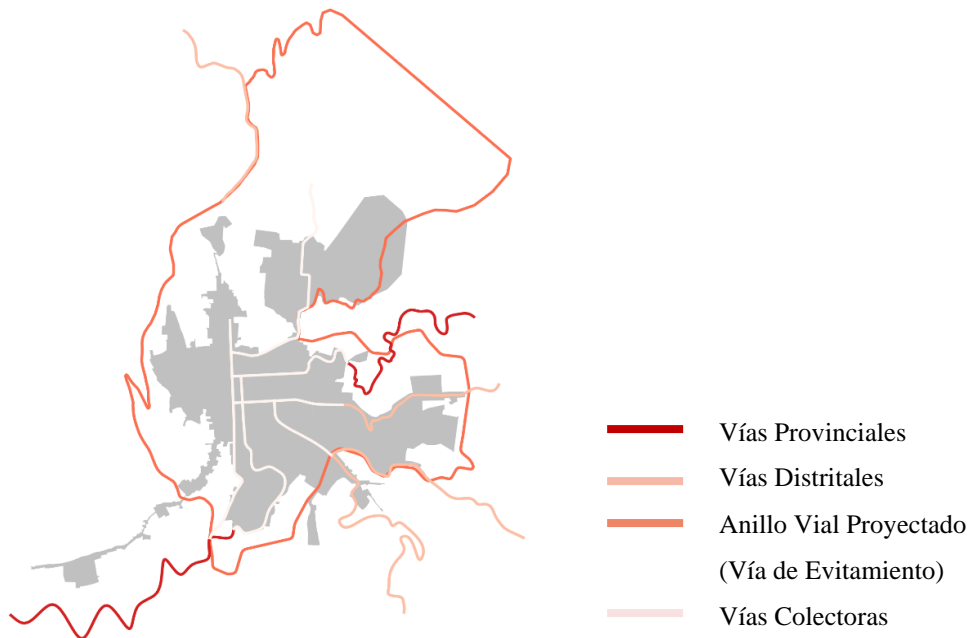 Vías Provinciales
Vías Distritales
Anillo Vial Proyectado
(Vía de Evitamiento)
Vías Colectoras